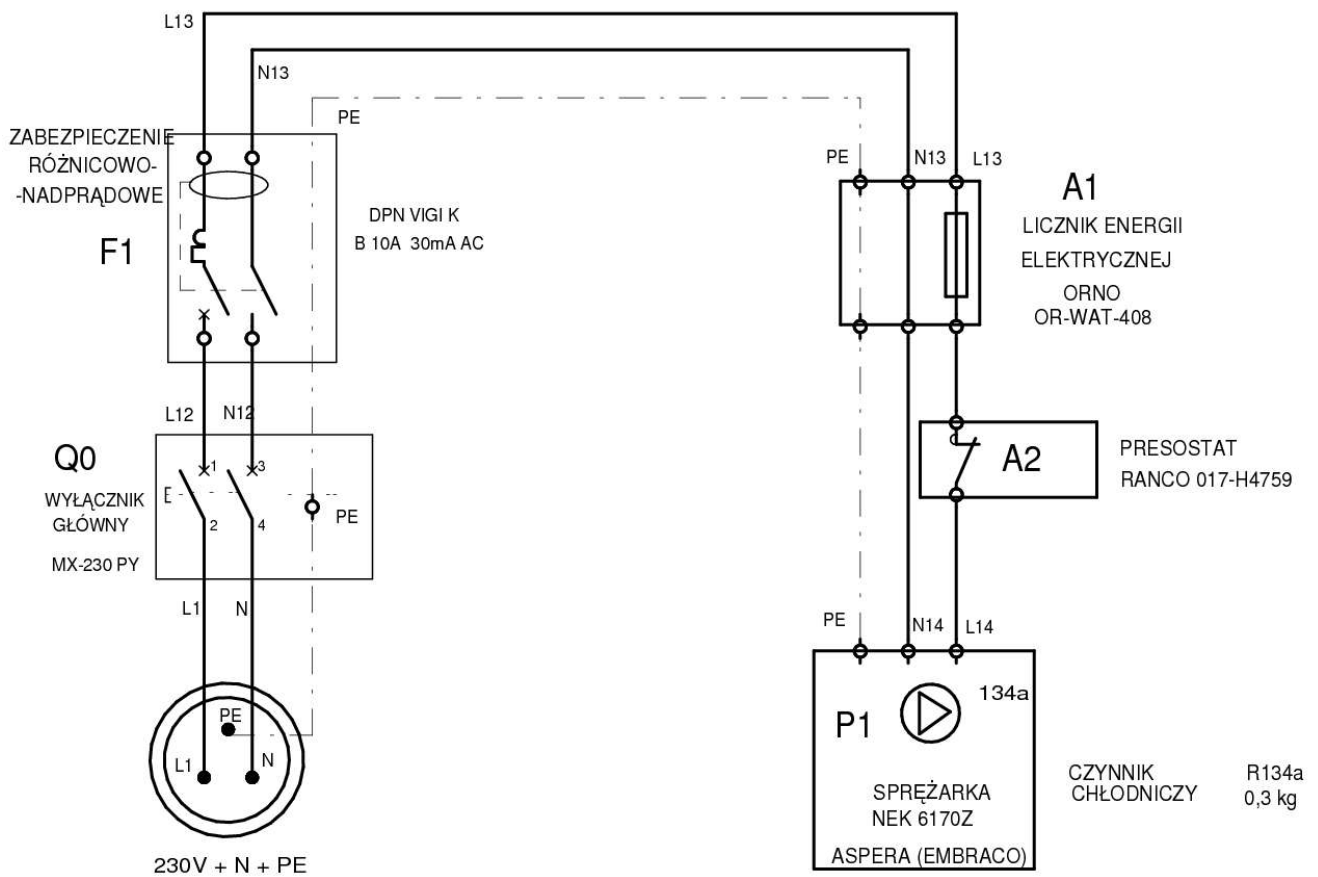 L13
N13
PE
ZABEZPIECZENIE
RÓŻNICOWO-
-NADPRĄDOWE
F1
DPN VIGI K
B 10A 30mA AC
PE
N13
L13
A1
LICZNIK ENERGII
ELEKTRYCZNEJ
ORNO
OR-WAT-408
L12
N12
Q0
WYŁĄCZNIK
GŁÓWNY
MX-230 PY
1
3
E
2
4
PE
A2
PRESOSTAT
RANCO 017-H4759
L1
N
PE
N14
L14
PE
L1
N
230V + N + PE
134a
P1
SPRĘŻARKA
NEK 6170Z
ASPERA (EMBRACO)
CZYNNIK R134a
CHŁODNICZY 0,3 kg